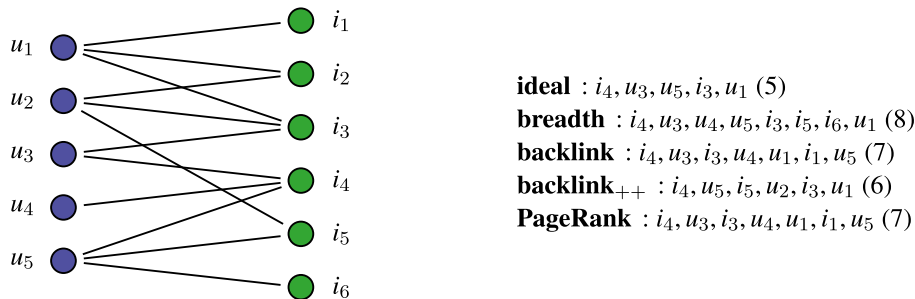 u₁
u₂
u₃
u₄
u₅
i₁
i₂
i₃
i₄
i₅
i₆
ideal : i₄, u₃, u₅, i₃, u₁ (5)
breadth : i₄, u₃, u₄, u₅, i₃, i₅, i₆, u₁ (8)
backlink : i₄, u₃, i₃, u₄, u₁, i₁, u₅ (7)
backlink₊₊ : i₄, u₅, i₅, u₂, i₃, u₁ (6)
PageRank : i₄, u₃, i₃, u₄, u₁, i₁, u₅ (7)